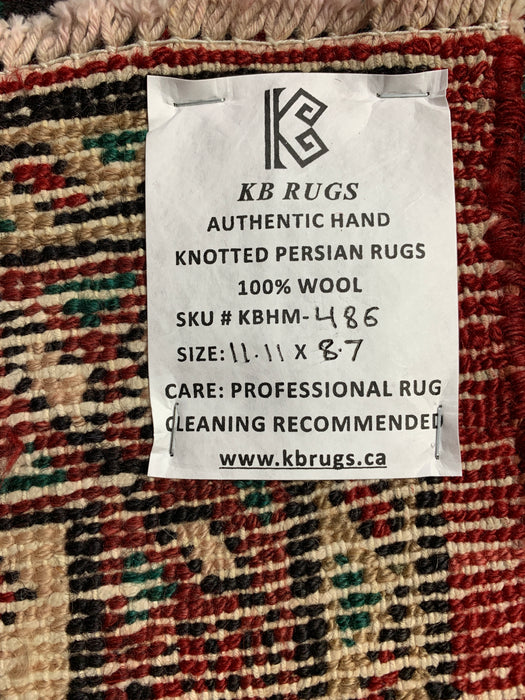 KB
KB RUGS
AUTHENTIC HAND
KNOTTED PERSIAN RUGS
100% WOOL
SKU # KBHM-486
SIZE: 11.11 X 8.7
CARE: PROFESSIONAL RUG
CLEANING RECOMMENDED
www.kbrugs.ca